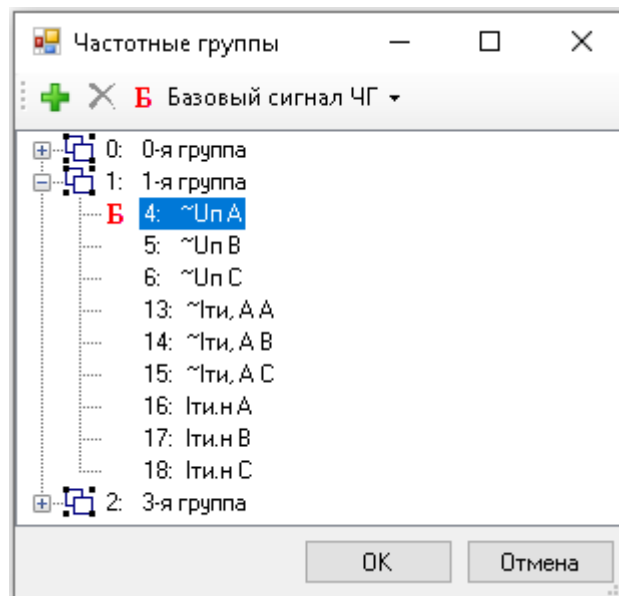 Частотные группы
Б Базовый сигнал ЧГ
0: 0-я группа
1: 1-я группа
Б 4: ~Uп A
5: ~Uп B
6: ~Uп C
13: ~Iти, А A
14: ~Iти, А B
15: ~Iти, А C
16: Iти.н A
17: Iти.н B
18: Iти.н C
2: 3-я группа
OK Отмена